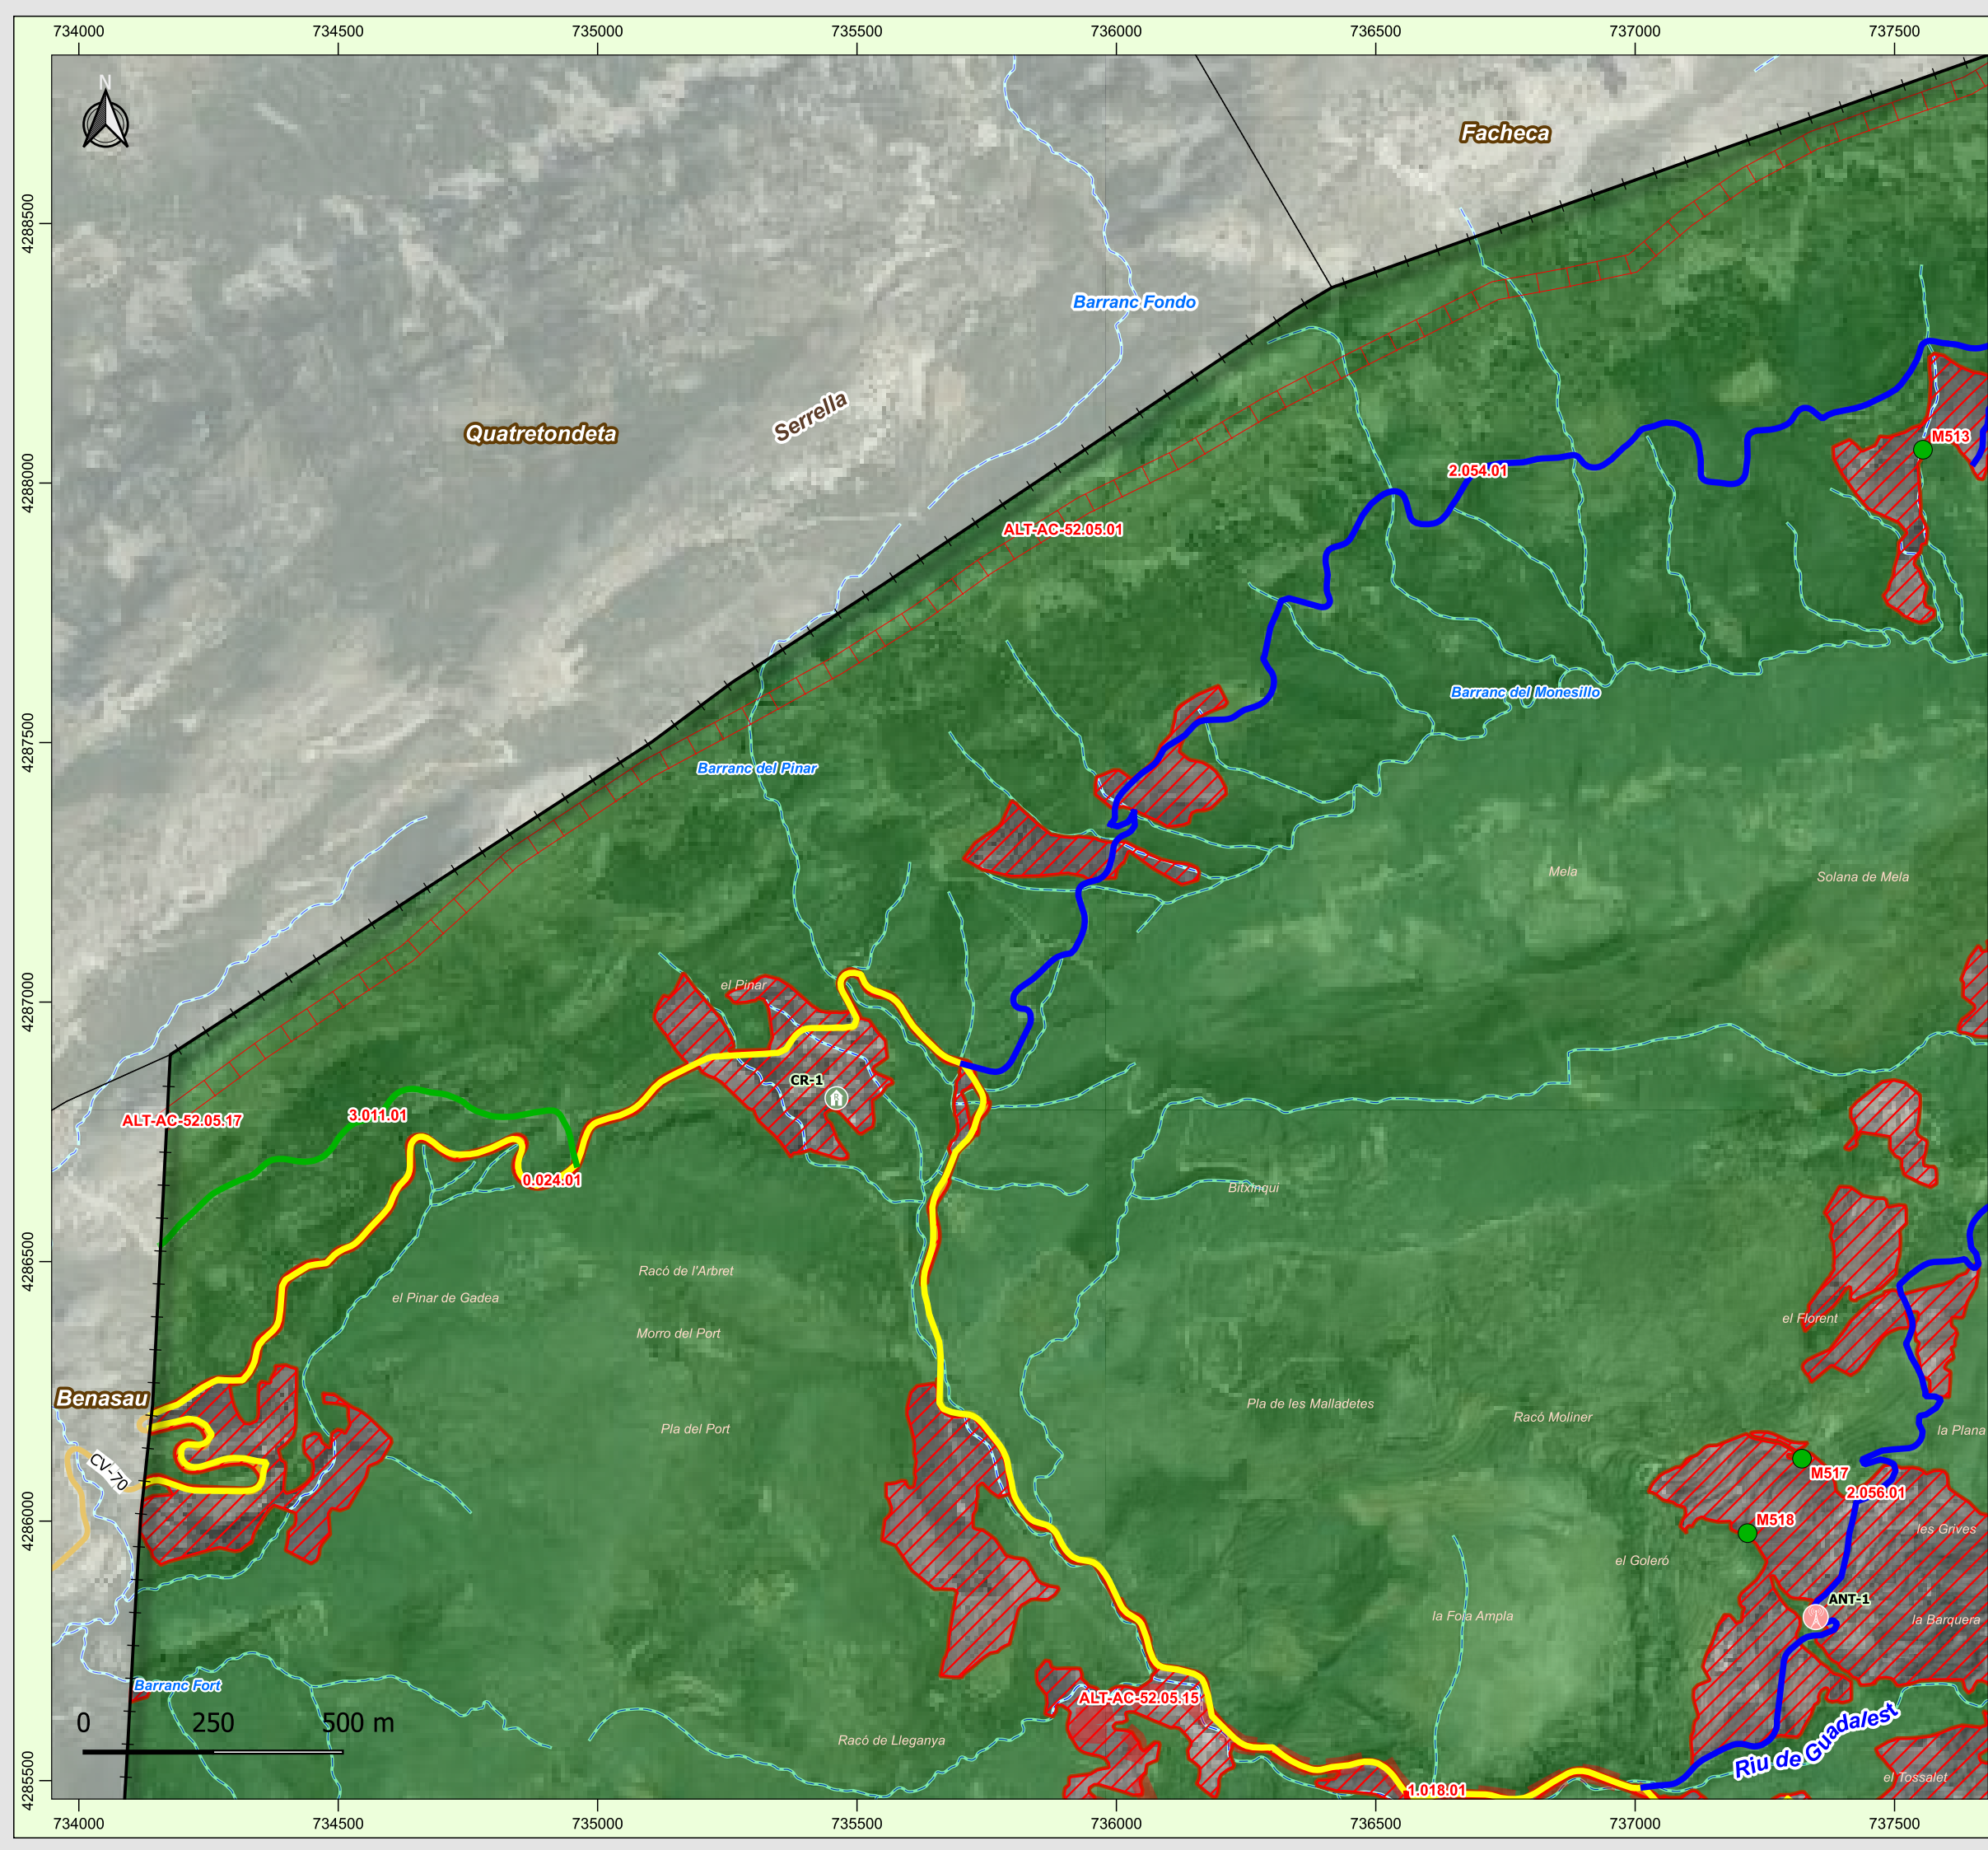 734000 734500 735000 735500 736000 736500 737000 737500
N
Facheca
4288500
Barranc Fondo
Serrella
Quatretondeta
M513
2.054.01
4288000
ALT-AC-52.05.01
Barranc del Monesillo
4287500
Barranc del Pinar
Mela
Solana de Mela
el Pinar
4287000
CR-1
3.011.01
ALT-AC-52.05.17
0.024.01
Bitxinqui
Racó de l'Arbret
4286500
el Pinar de Gadea
el Florent
Morro del Port
Benasau
Pla de les Malladetes
Racó Moliner
Pla del Port
la Plana
CV-70
M517
2.056.01
4286000
M518
les Grives
el Goleró
ANT-1
la Foia Ampla
la Barquera
Barranc Fort
ALT-AC-52.05.15
0 250 500 m
Riu de Guadalest
Racó de Lleganya
el Tossalet
4285500
1.018.01
734000 734500 735000 735500 736000 736500 737000 737500